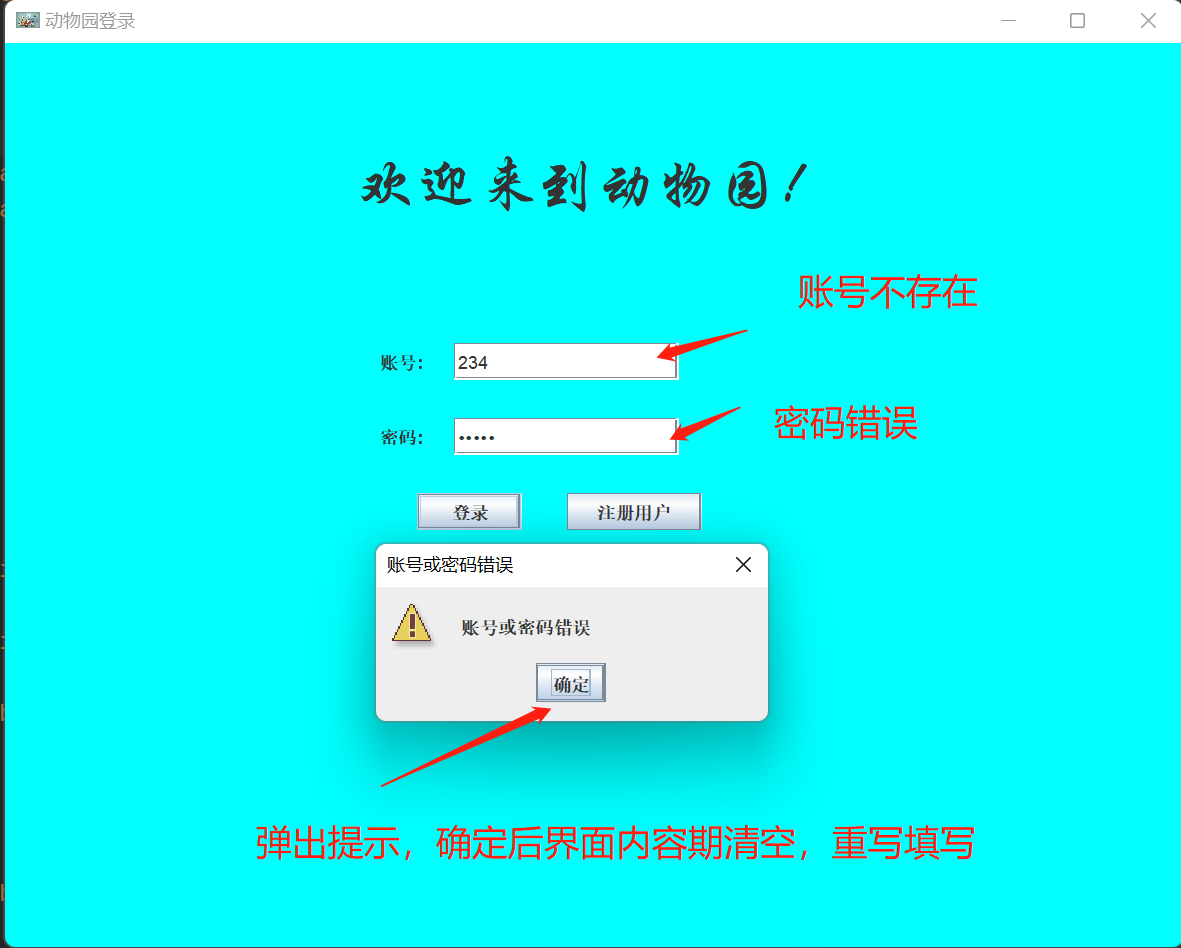 动物园登录
欢迎来到动物园!
账号不存在
账号: 234
密码: •••••
密码错误
登录 注册用户
账号或密码错误
账号或密码错误
确定
弹出提示，确定后界面内容期清空，重写填写